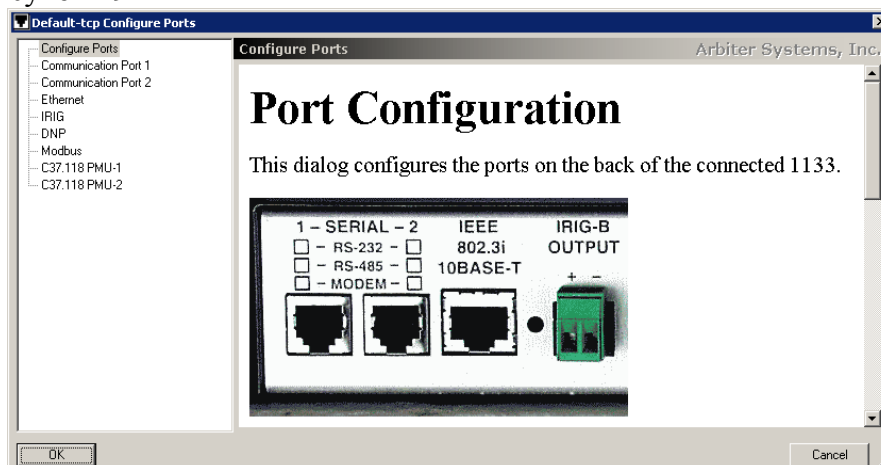 Default-tcp Configure Ports
Configure Ports
Communication Port 1
Communication Port 2
Ethernet
IRIG
DNP
Modbus
C37.118 PMU-1
C37.118 PMU-2
Configure Ports
Arbiter Systems, Inc.
Port Configuration
This dialog configures the ports on the back of the connected 1133.
1 – SERIAL – 2
– RS-232 –
– RS-485 –
– MODEM –
IEEE
802.3i
10BASE-T
IRIG-B
OUTPUT
+ –
OK
Cancel